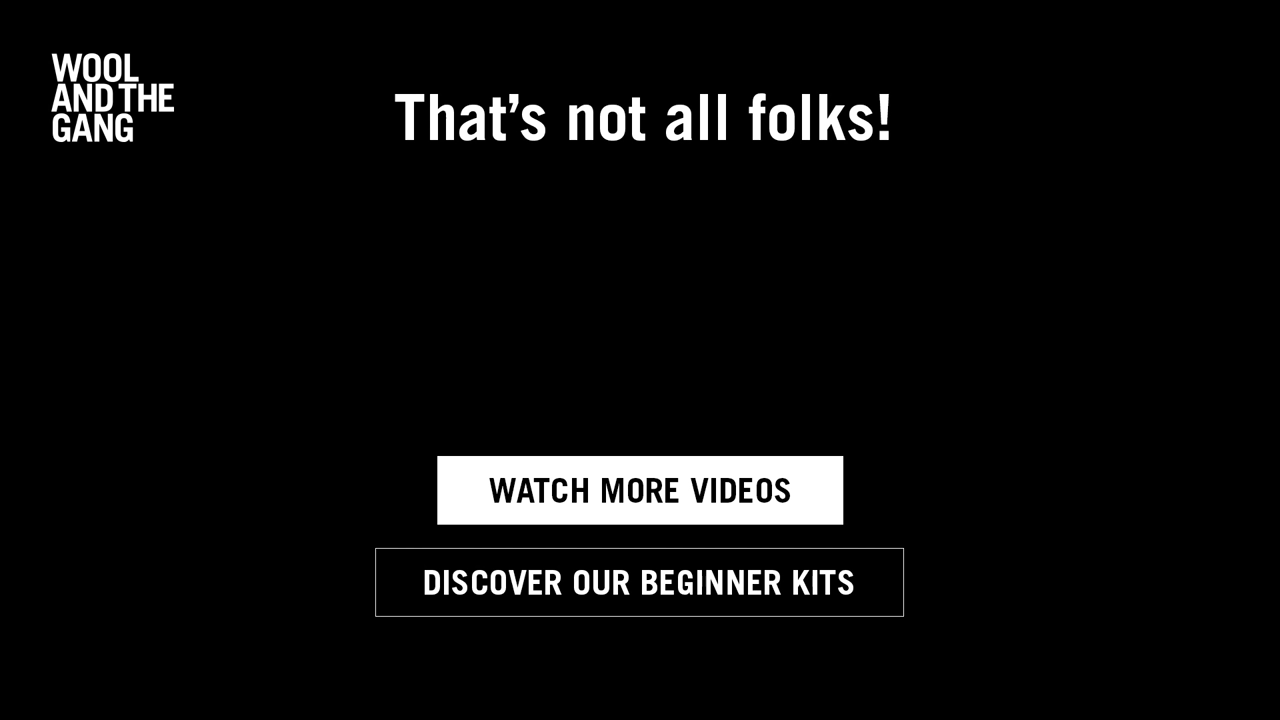 WOOL
AND THE
GANG
That’s not all folks!
WATCH MORE VIDEOS
DISCOVER OUR BEGINNER KITS